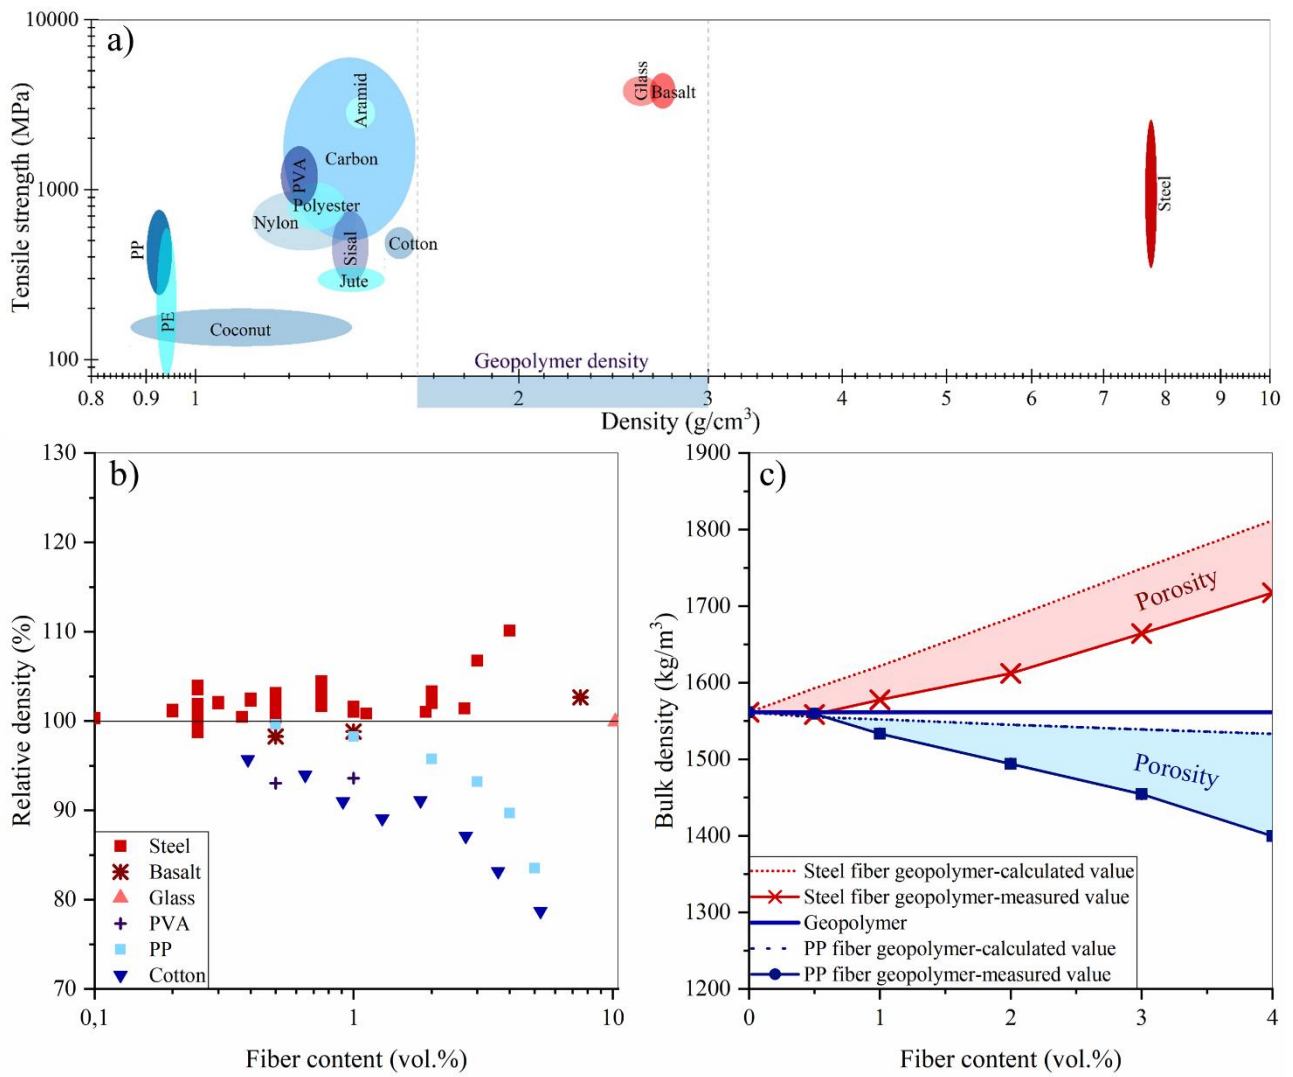 a)
Tensile strength (MPa)
10000
1000
100
Aramid
Glass
Basalt
Carbon
PVA
Polyester
Nylon
Steel
PP
Sisal
Cotton
Jute
PE
Coconut
Geopolymer density
0.8 0.9 1 2 3 4 5 6 7 8 9 10
Density (g/cm³)
b)
Relative density (%)
130
120
110
100
90
80
70
Steel
Basalt
Glass
PVA
PP
Cotton
0,1 1 10
Fiber content (vol.%)
c)
Bulk density (kg/m³)
1900
1800
1700
1600
1500
1400
1300
1200
Porosity
Porosity
Steel fiber geopolymer-calculated value
Steel fiber geopolymer-measured value
Geopolymer
PP fiber geopolymer-calculated value
PP fiber geopolymer-measured value
0 1 2 3 4
Fiber content (vol.%)